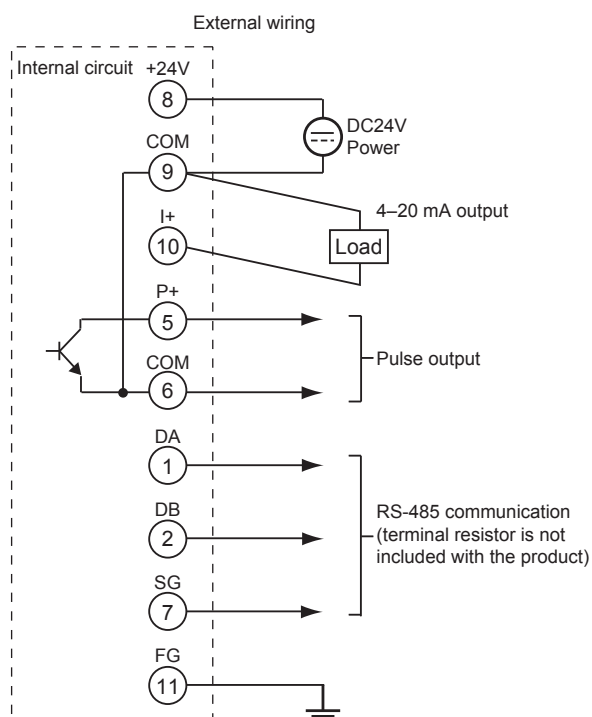 External wiring
Internal circuit
+24V
8
DC24V
Power
COM
9
4–20 mA output
I+
10
Load
P+
5
Pulse output
COM
6
DA
1
RS-485 communication
(terminal resistor is not
included with the product)
DB
2
SG
7
FG
11